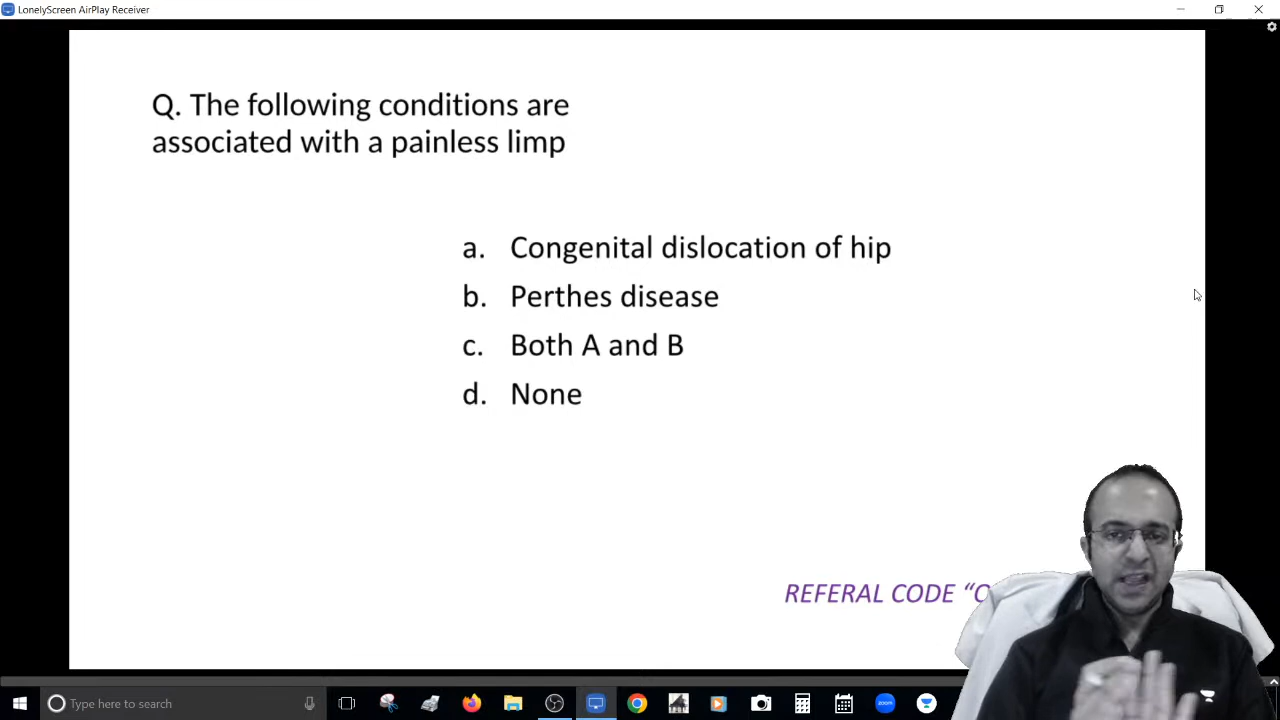 LonelyScreen AirPlay Receiver
Q. The following conditions are
associated with a painless limp
a. Congenital dislocation of hip
b. Perthes disease
c. Both A and B
d. None
REFERAL CODE
Type here to search
zoom